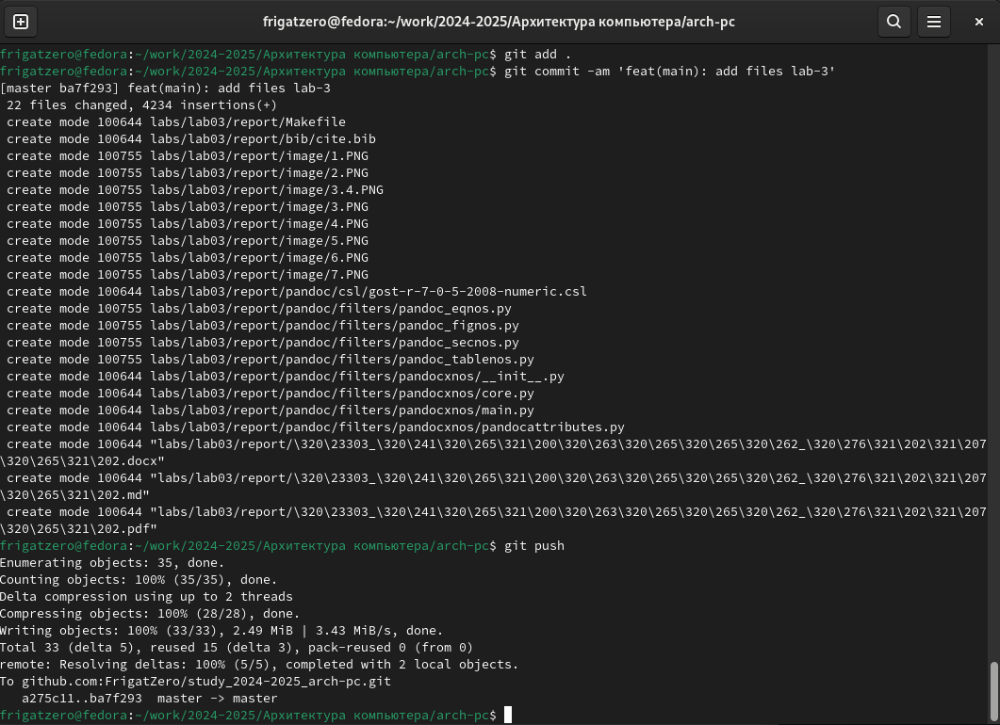 frigatzero@fedora:~/work/2024-2025/Архитектура компьютера/arch-pc
frigatzero@fedora:~/work/2024-2025/Архитектура компьютера/arch-pc$ git add .
frigatzero@fedora:~/work/2024-2025/Архитектура компьютера/arch-pc$ git commit -am 'feat(main): add files lab-3'
[master ba7f293] feat(main): add files lab-3
22 files changed, 4234 insertions(+)
create mode 100644 labs/lab03/report/Makefile
create mode 100644 labs/lab03/report/bib/cite.bib
create mode 100755 labs/lab03/report/image/1.PNG
create mode 100755 labs/lab03/report/image/2.PNG
create mode 100755 labs/lab03/report/image/3.4.PNG
create mode 100755 labs/lab03/report/image/3.PNG
create mode 100755 labs/lab03/report/image/4.PNG
create mode 100755 labs/lab03/report/image/5.PNG
create mode 100755 labs/lab03/report/image/6.PNG
create mode 100755 labs/lab03/report/image/7.PNG
create mode 100644 labs/lab03/report/pandoc/csl/gost-r-7-0-5-2008-numeric.csl
create mode 100755 labs/lab03/report/pandoc/filters/pandoc_eqnos.py
create mode 100755 labs/lab03/report/pandoc/filters/pandoc_fignos.py
create mode 100755 labs/lab03/report/pandoc/filters/pandoc_secnos.py
create mode 100755 labs/lab03/report/pandoc/filters/pandoc_tablenos.py
create mode 100644 labs/lab03/report/pandoc/filters/pandocxnos/__init__.py
create mode 100644 labs/lab03/report/pandoc/filters/pandocxnos/core.py
create mode 100644 labs/lab03/report/pandoc/filters/pandocxnos/main.py
create mode 100644 labs/lab03/report/pandoc/filters/pandocxnos/pandocattributes.py
create mode 100644 "labs/lab03/report/\320\23303_\320\241\320\265\321\200\320\263\320\265\320\265\320\262_\320\276\321\202\321\207
\320\265\321\202.docx"
create mode 100644 "labs/lab03/report/\320\23303_\320\241\320\265\321\200\320\263\320\265\320\265\320\262_\320\276\321\202\321\207
\320\265\321\202.md"
create mode 100644 "labs/lab03/report/\320\23303_\320\241\320\265\321\200\320\263\320\265\320\265\320\262_\320\276\321\202\321\207
\320\265\321\202.pdf"
frigatzero@fedora:~/work/2024-2025/Архитектура компьютера/arch-pc$ git push
Enumerating objects: 35, done.
Counting objects: 100% (35/35), done.
Delta compression using up to 2 threads
Compressing objects: 100% (28/28), done.
Writing objects: 100% (33/33), 2.49 MiB | 3.43 MiB/s, done.
Total 33 (delta 5), reused 15 (delta 3), pack-reused 0 (from 0)
remote: Resolving deltas: 100% (5/5), completed with 2 local objects.
To github.com:FrigatZero/study_2024-2025_arch-pc.git
a275c11..ba7f293  master -> master
frigatzero@fedora:~/work/2024-2025/Архитектура компьютера/arch-pc$